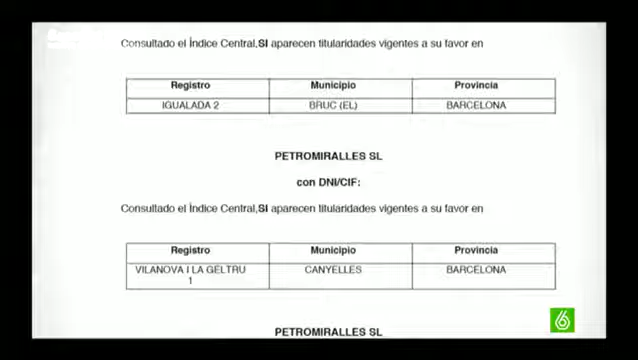 Consultado el Índice Central,SI aparecen titularidades vigentes a su favor en
Registro Municipio Provincia
IGUALADA 2 BRUC (EL) BARCELONA
PETROMIRALLES SL
con DNI/CIF:
Consultado el Índice Central,SI aparecen titularidades vigentes a su favor en
Registro Municipio Provincia
VILANOVA I LA GELTRU CANYELLES BARCELONA
1
PETROMIRALLES SL
6